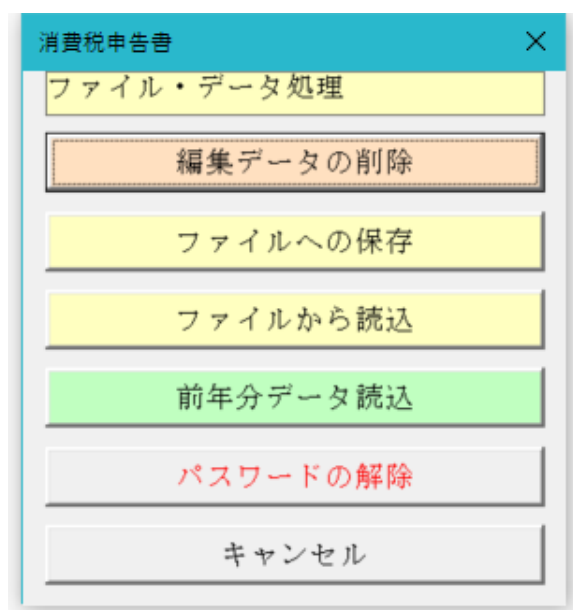 消費税申告書
ファイル・データ処理
編集データの削除
ファイルへの保存
ファイルから読込
前年分データ読込
パスワードの解除
キャンセル